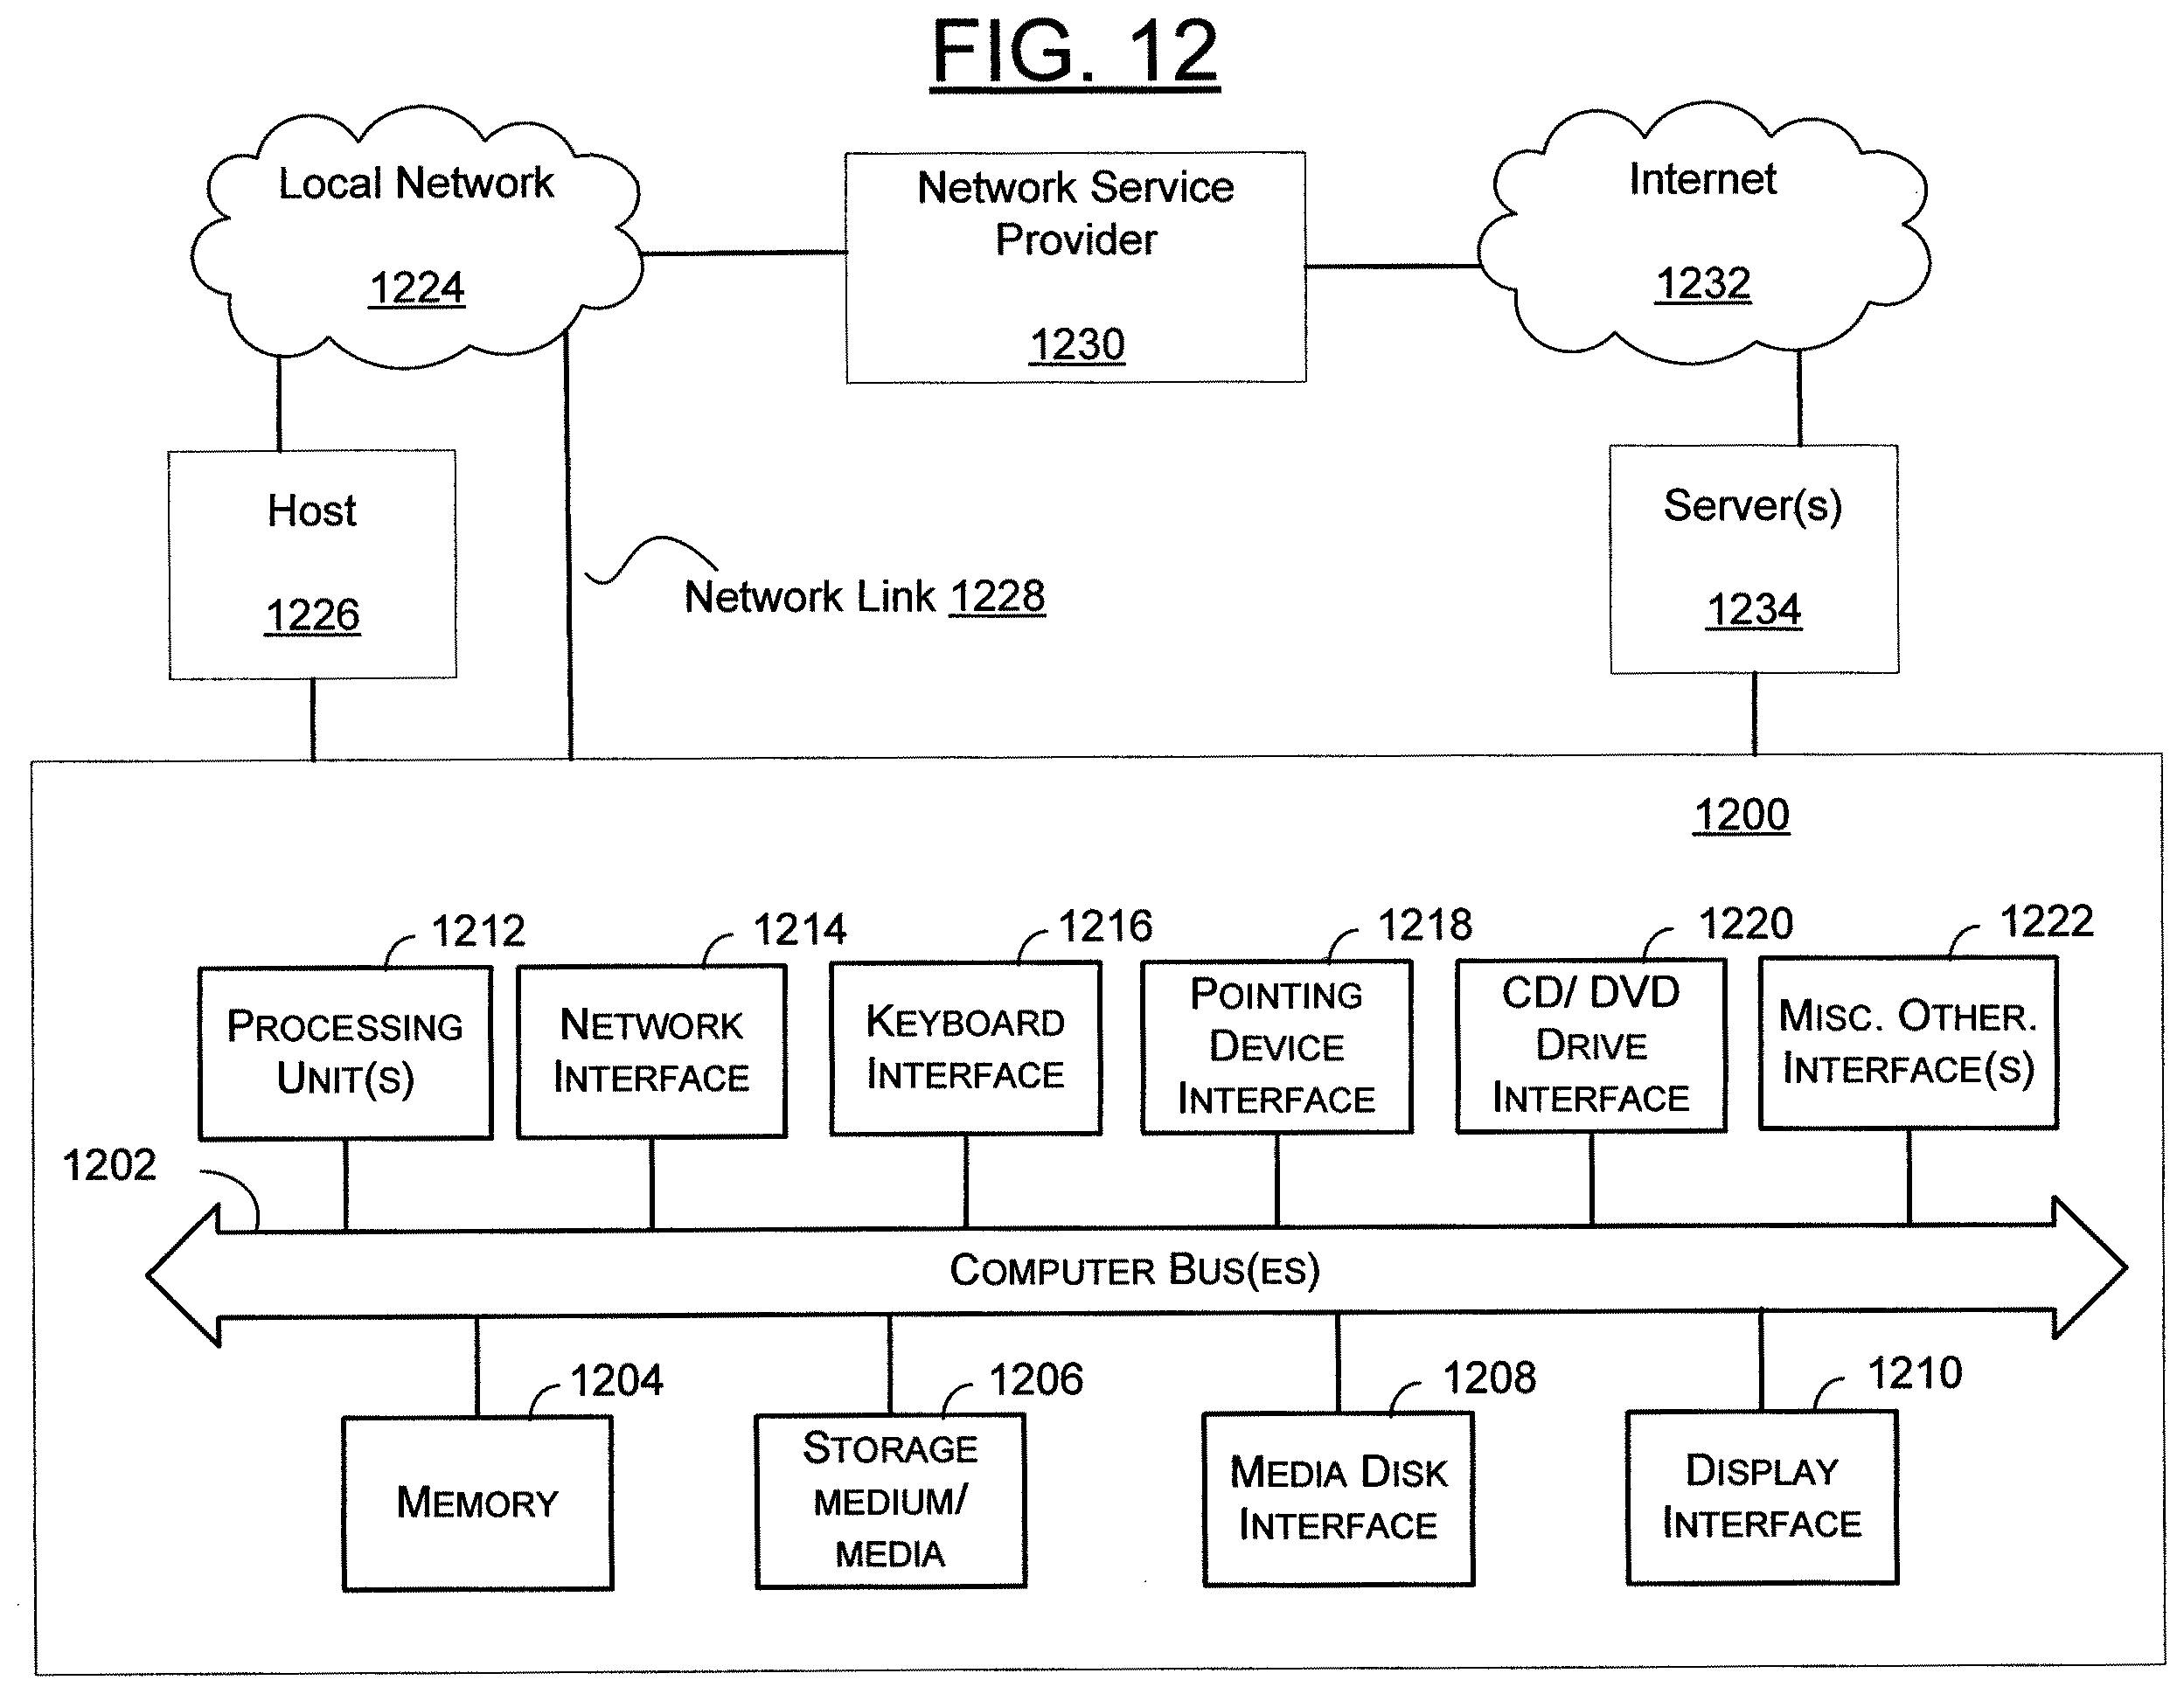 FIG. 12
Local Network
1224
Network Service
Provider
1230
Internet
1232
Host
1226
Network Link 1228
Server(s)
1234
1200
1212
1214
1216
1218
1220
1222
PROCESSING
UNIT(S)
NETWORK
INTERFACE
KEYBOARD
INTERFACE
POINTING
DEVICE
INTERFACE
CD/ DVD
DRIVE
INTERFACE
MISC. OTHER.
INTERFACE(S)
1202
COMPUTER BUS(ES)
1204
1206
1208
1210
MEMORY
STORAGE
MEDIUM/
MEDIA
MEDIA DISK
INTERFACE
DISPLAY
INTERFACE